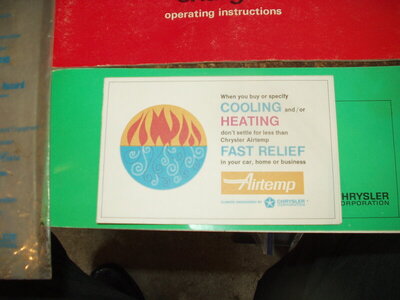 operating instructions
When you buy or specify
COOLING and/or
HEATING
don't settle for less than
Chrysler Airtemp
FAST RELIEF
in your car, home or business
Airtemp
CHRYSLER
CORPORATION
CHRYSLER
CORPORATION